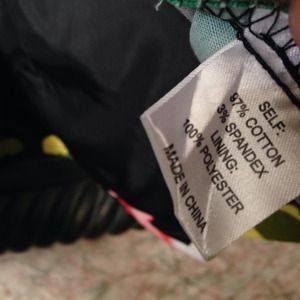 SELF:
97% COTTON
3% SPANDEX
LINING:
100% POLYESTER
MADE IN CHINA